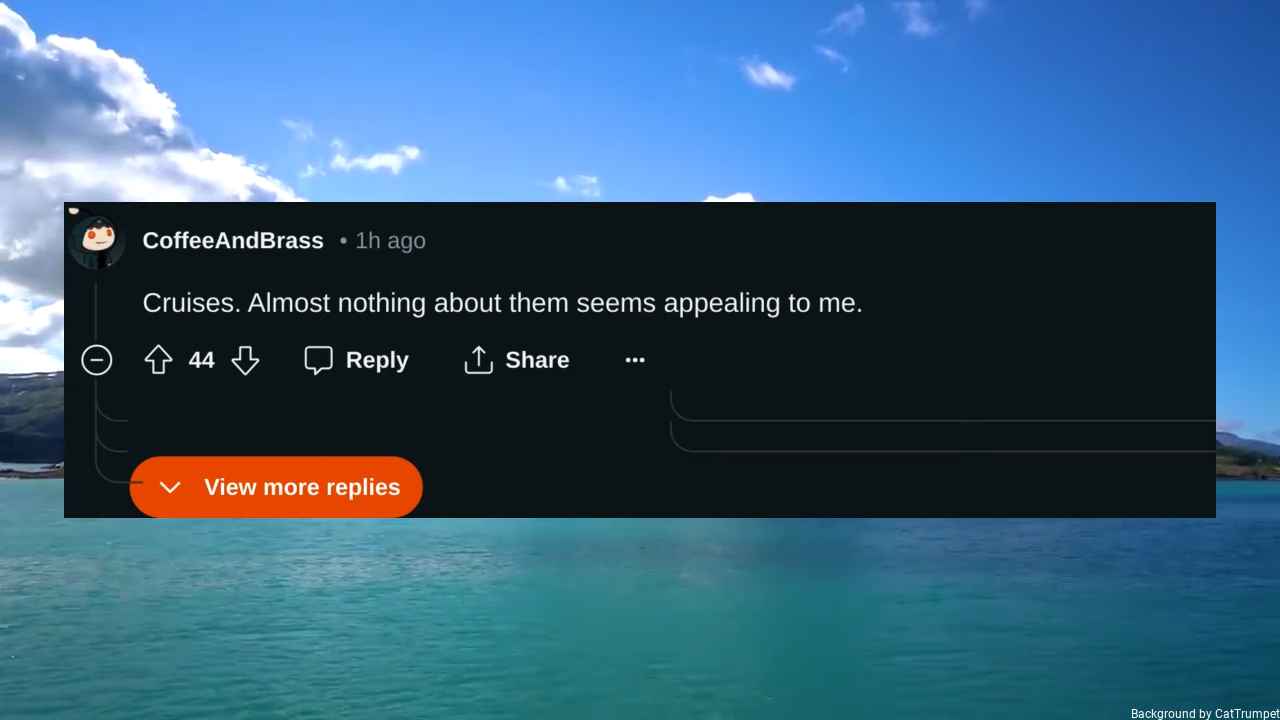 CoffeeAndBrass • 1h ago
Cruises. Almost nothing about them seems appealing to me.
44 Reply Share ...
View more replies
Background by CatTrumpet